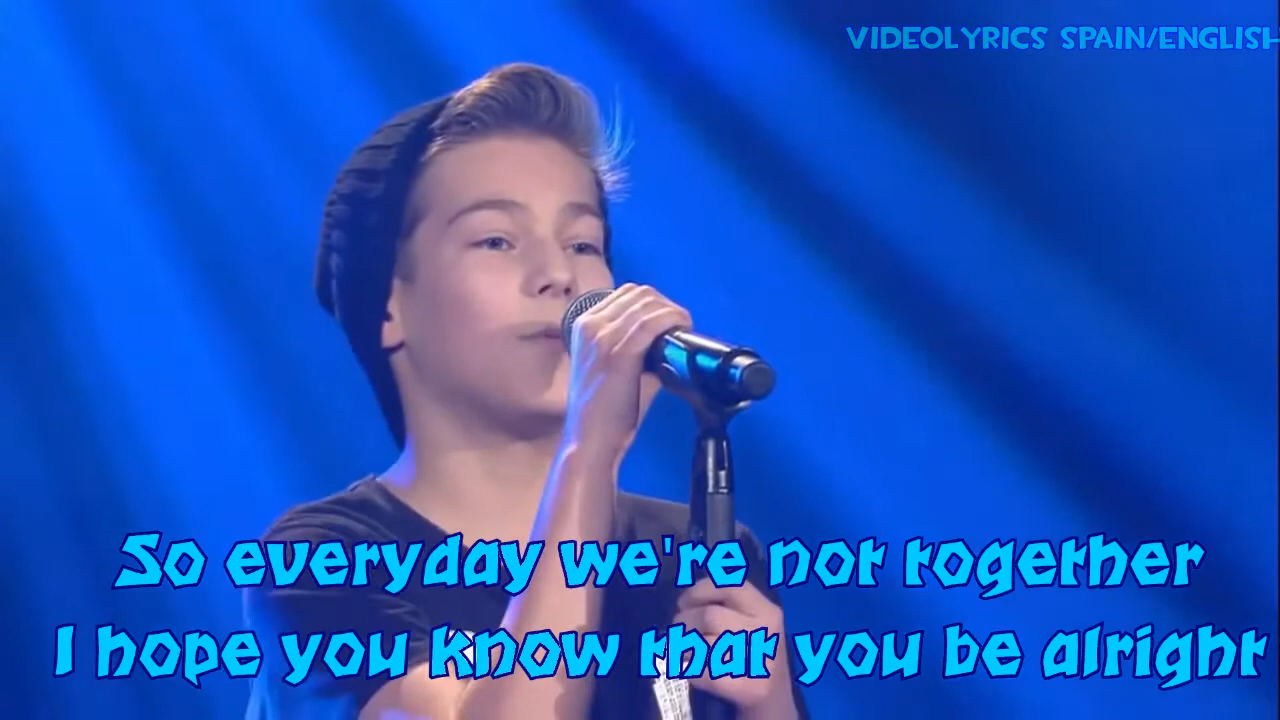 VIDEOLYRICS SPAIN/ENGLISH
So everyday we're not together
I hope you know that you be alright